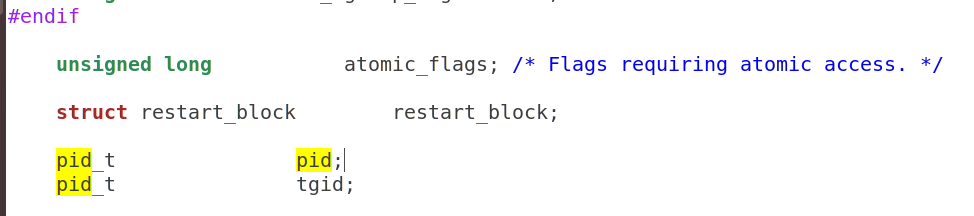 #endif
unsigned long atomic_flags; /* Flags requiring atomic access. */
struct restart_block restart_block;
pid_t pid;
pid_t tgid;